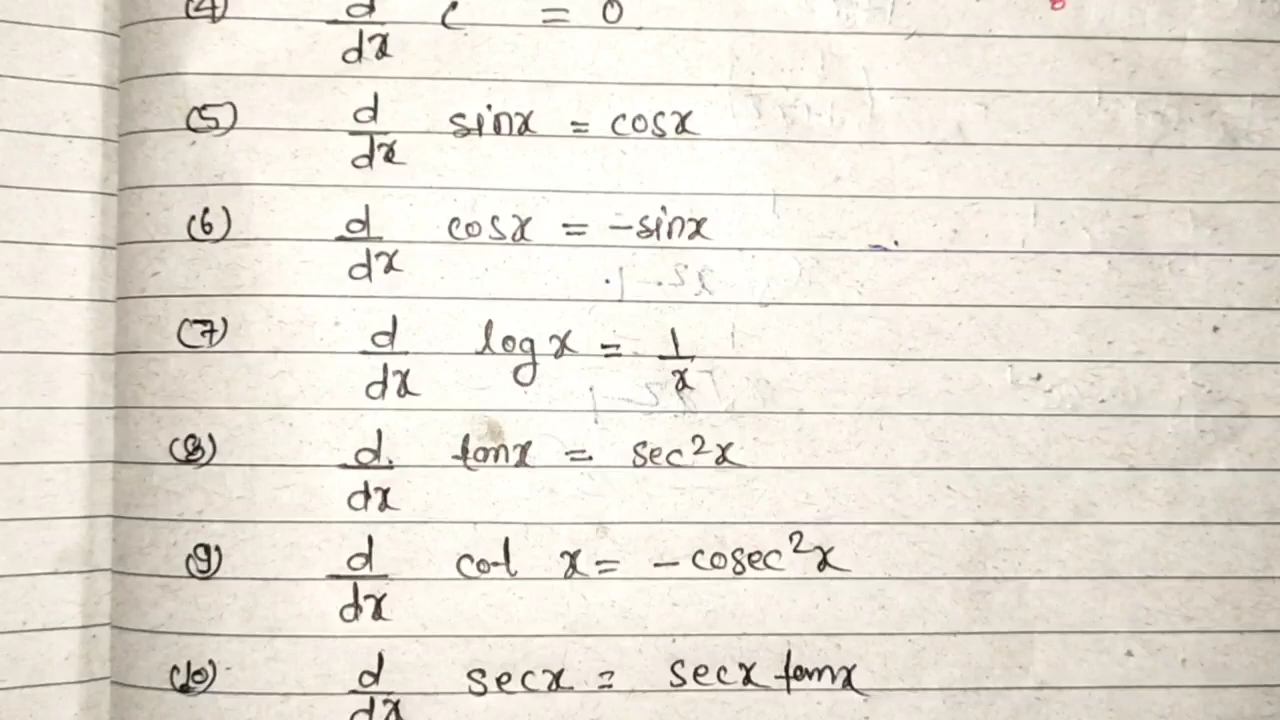 (4) d/dx c = 0
(5) d/dx sinx = cosx
(6) d/dx cosx = -sinx
(7) d/dx log x = 1/x
(8) d/dx tanx = sec²x
(9) d/dx cot x = -cosec²x
(10) d/dx secx = secx tanx